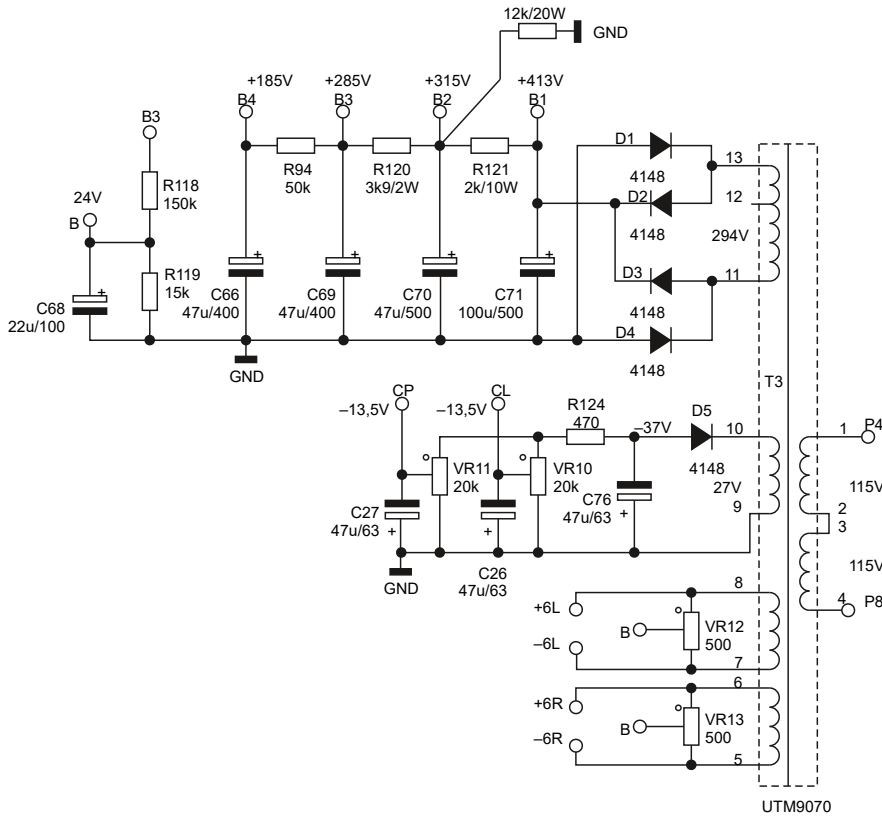 12k/20W
GND
+185V
+285V
+315V
+413V
B4
B3
B2
B1
B3
D1
13
R94
50k
R120
3k9/2W
R121
2k/10W
4148
R118
150k
24V
B
D2
12
4148
294V
D3
11
R119
15k
C68
22u/100
C66
47u/400
C69
47u/400
C70
47u/500
C71
100u/500
4148
D4
4148
GND
T3
CP
CL
–13,5V
–13,5V
R124
470
–37V
D5
10
1
P4
VR11
20k
VR10
20k
4148
27V
115V
C27
47u/63
C76
47u/63
9
2
3
C26
47u/63
GND
115V
8
4
P8
+6L
B
VR12
500
–6L
7
6
+6R
B
VR13
500
–6R
5
+
+
+
+
+
+
+
+
UTM9070